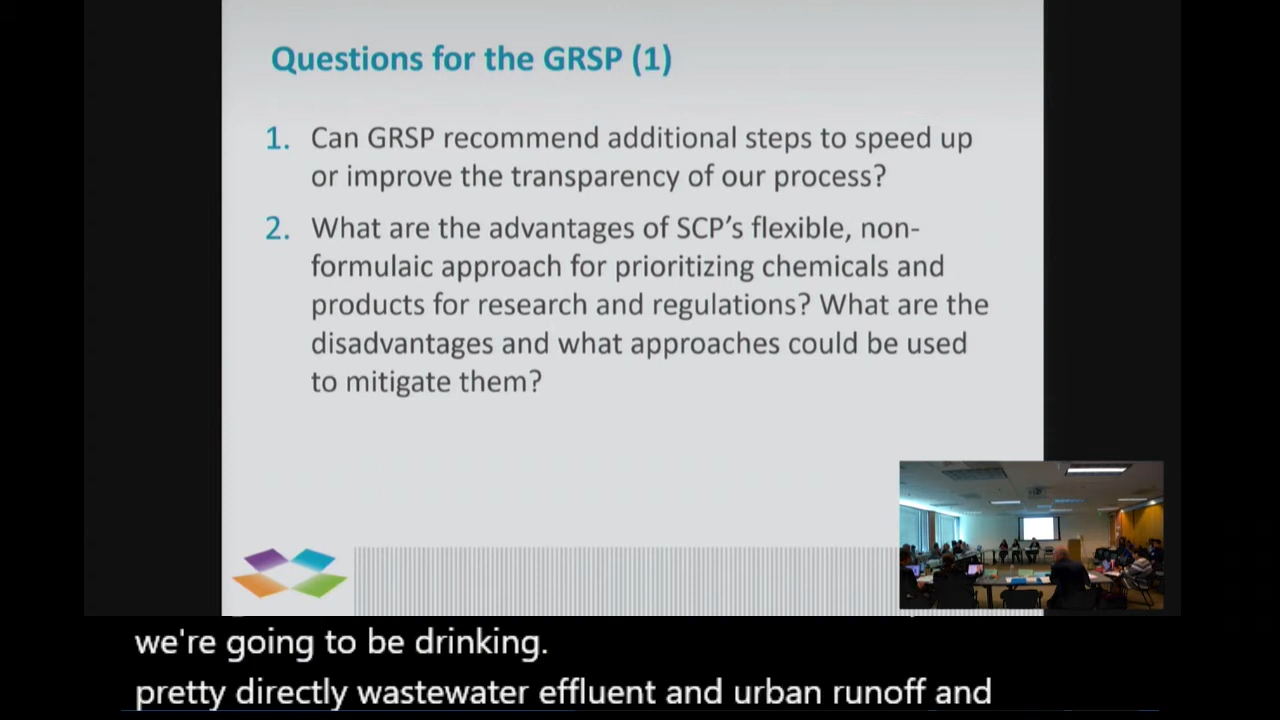 Questions for the GRSP (1)
1. Can GRSP recommend additional steps to speed up
or improve the transparency of our process?
2. What are the advantages of SCP's flexible, non-
formulaic approach for prioritizing chemicals and
products for research and regulations? What are the
disadvantages and what approaches could be used
to mitigate them?
we're going to be drinking.
pretty directly wastewater effluent and urban runoff and